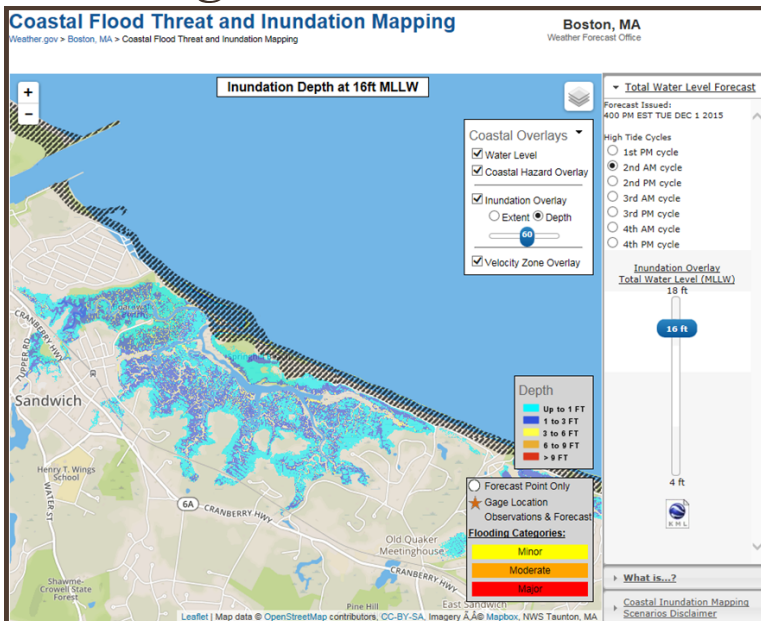 Coastal Flood Threat and Inundation Mapping
Weather.gov > Boston, MA > Coastal Flood Threat and Inundation Mapping
Boston, MA
Weather Forecast Office
+
−
Inundation Depth at 16ft MLLW
Coastal Overlays
Water Level
Coastal Hazard Overlay
Inundation Overlay
Extent
Depth
60
Velocity Zone Overlay
CRANBERRY HWY
TUPPER RD
Sandwich
Henry T. Wings
School
WATER ST
6A
CRANBERRY HWY
Old Quaker
Meetinghouse
CRANBERRY HWY
Shawme-
Crowell State
Forest
Pine Hill
East Sandwich
Depth
Up to 1 FT
1 to 3 FT
3 to 6 FT
6 to 9 FT
> 9 FT
Forecast Point Only
Gage Location
Observations & Forecast
Flooding Categories:
Minor
Moderate
Major
Leaflet | Map data © OpenStreetMap contributors, CC-BY-SA, Imagery Ã‚Â© Mapbox, NWS Taunton, MA
Total Water Level Forecast
Forecast Issued:
400 PM EST TUE DEC 1 2015
High Tide Cycles
1st PM cycle
2nd AM cycle
2nd PM cycle
3rd AM cycle
3rd PM cycle
4th AM cycle
4th PM cycle
Inundation Overlay
Total Water Level (MLLW)
18 ft
16 ft
4 ft
KML
What is...?
Coastal Inundation Mapping
Scenarios Disclaimer